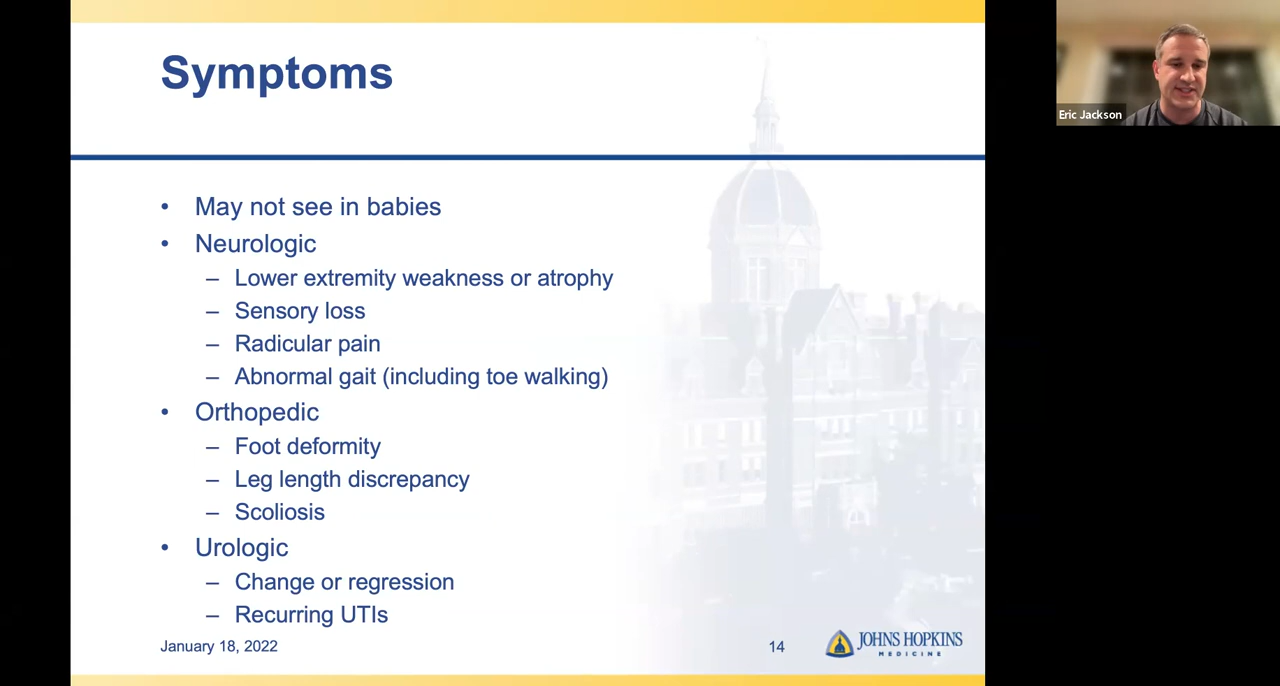 Symptoms
Eric Jackson
• May not see in babies
• Neurologic
– Lower extremity weakness or atrophy
– Sensory loss
– Radicular pain
– Abnormal gait (including toe walking)
• Orthopedic
– Foot deformity
– Leg length discrepancy
– Scoliosis
• Urologic
– Change or regression
– Recurring UTIs
January 18, 2022
14
JOHNS HOPKINS
MEDICINE